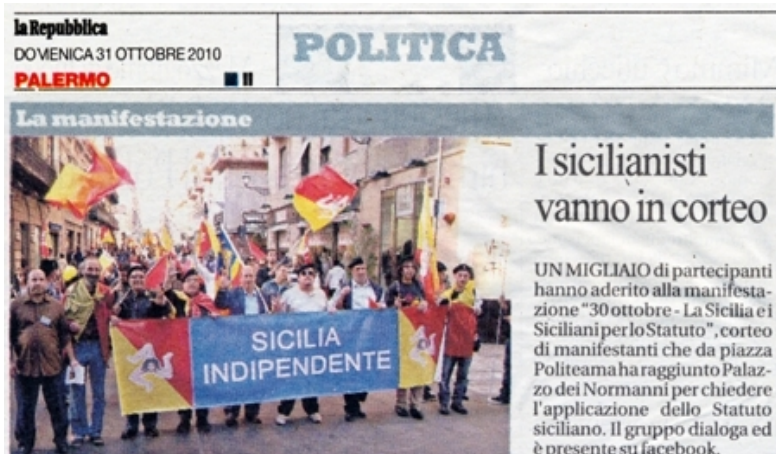 la Repubblica
DOMENICA 31 OTTOBRE 2010
PALERMO
II
POLITICA
La manifestazione
SICILIA
INDIPENDENTE
I sicilianisti
vanno in corteo
UN MIGLIAIO di partecipanti
hanno aderito alla manifesta-
zione "30 ottobre - La Sicilia e i
Siciliani per lo Statuto", corteo
di manifestanti che da piazza
Politeama ha raggiunto Palaz-
zo dei Normanni per chiedere
l'applicazione dello Statuto
siciliano. Il gruppo dialoga ed
è presente su facebook.